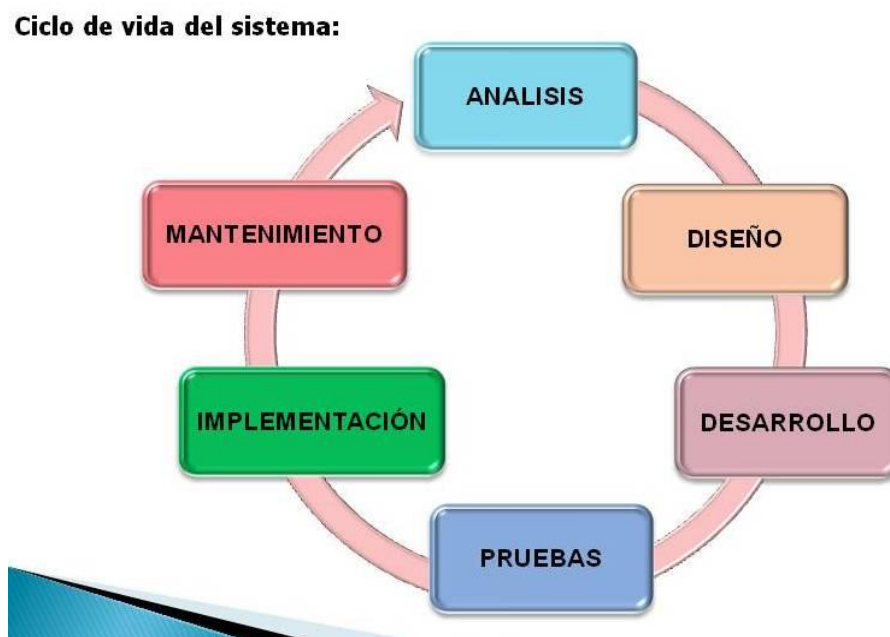 Ciclo de vida del sistema:
ANALISIS
DISEÑO
DESARROLLO
PRUEBAS
IMPLEMENTACIÓN
MANTENIMIENTO